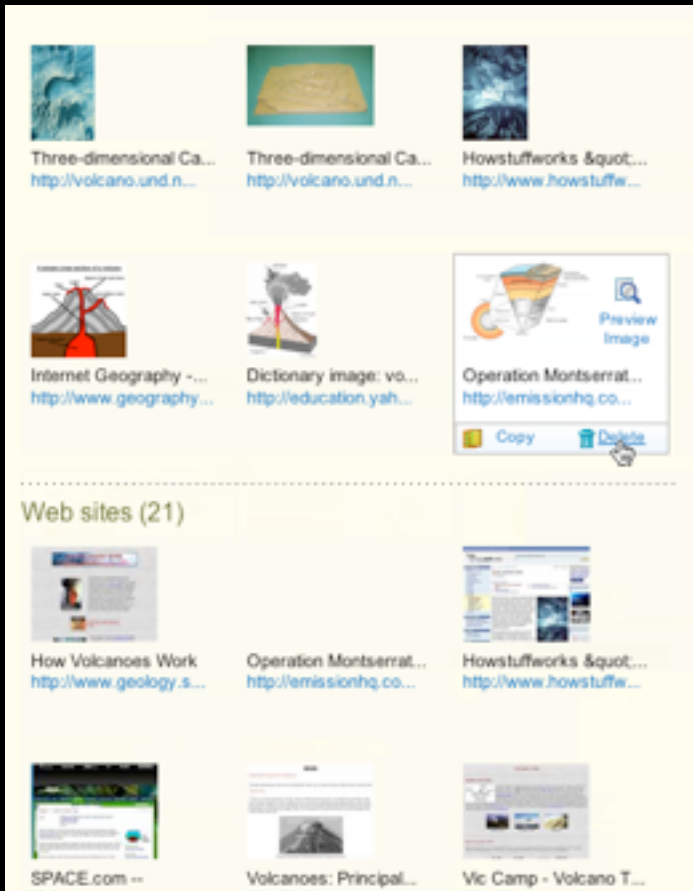 Three-dimensional Ca...
http://volcano.und.n...
Three-dimensional Ca...
http://volcano.und.n...
Howstuffworks &quot;...
http://www.howstuffw...
Preview
Image
Internet Geography -...
http://www.geography...
Dictionary image: vo...
http://education.yah...
Operation Montserrat...
http://emissionhq.co...
Copy Delete
Web sites (21)
How Volcanoes Work
http://www.geology.s...
Operation Montserrat...
http://emissionhq.co...
Howstuffworks &quot;...
http://www.howstuffw...
SPACE.com --
Volcanoes: Principal...
Vic Camp - Volcano T...